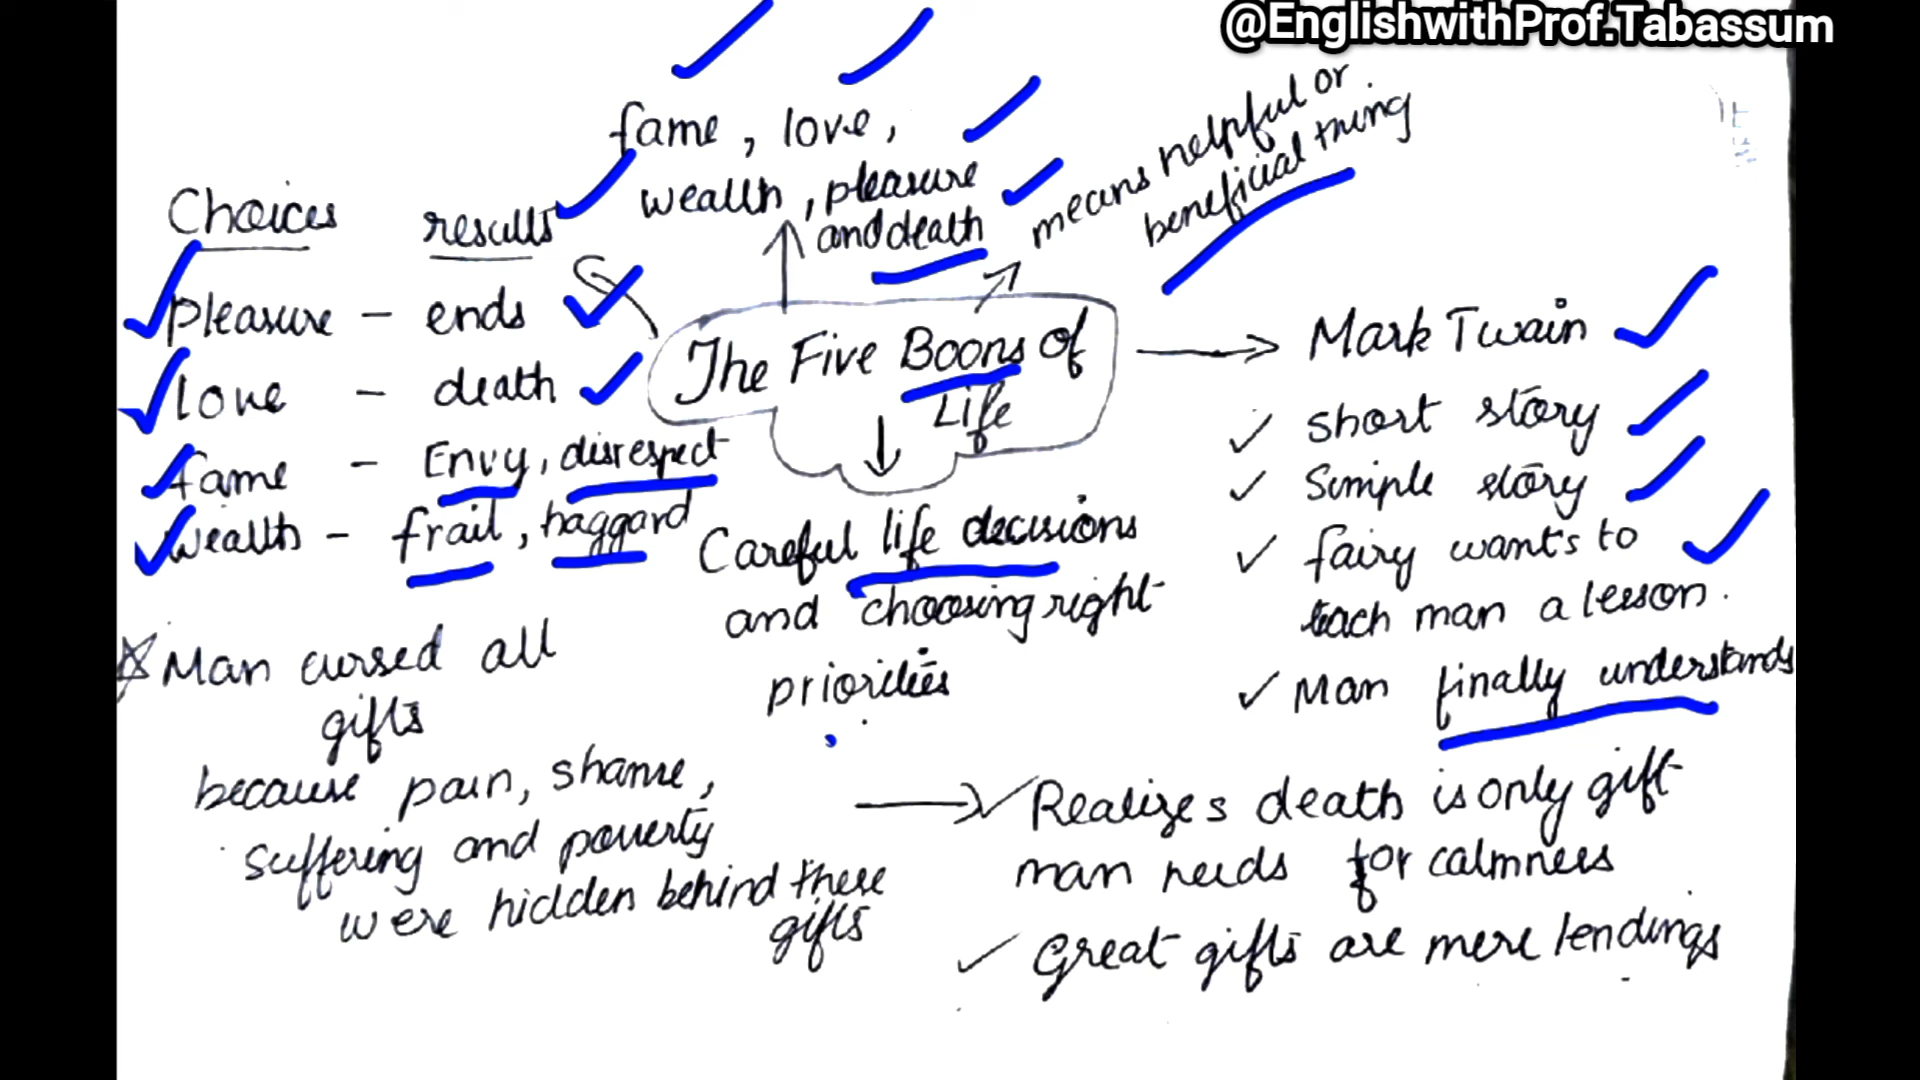 @EnglishwithProf.Tabassum
fame, love,
wealth, pleasure
and death
means helpful or
beneficial thing
Choices results
pleasure - ends
love - death
fame - Envy, disrespect
wealth - frail, haggard
The Five Boons of
Life
Careful life decisions
and choosing right
priorities
Mark Twain
short story
Simple story
fairy wants to
teach man a lesson.
Man finally understands
Man cursed all
gifts
because pain, shame,
suffering and poverty
were hidden behind these
gifts
Realizes death is only gift
man needs for calmness
Great gifts are mere lendings